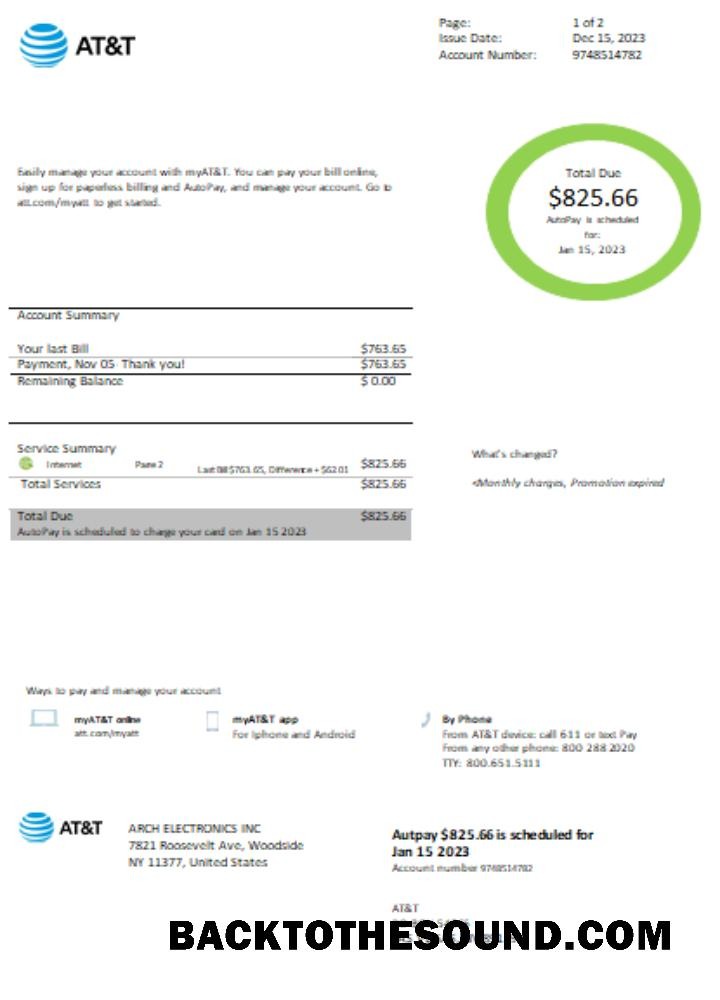 AT&T
Page: 1 of 2
Issue Date: Dec 15, 2023
Account Number: 9748514782
Easily manage your account with myAT&T. You can pay your bill online,
sign up for paperless billing and AutoPay, and manage your account. Go to
att.com/myatt to get started.
Total Due
$825.66
AutoPay is scheduled
for:
Jan 15, 2023
Account Summary
Your last Bill $763.65
Payment, Nov 05- Thank you! $763.65
Remaining Balance $ 0.00
Service Summary
Internet Page 2 Last Bill $763.65, Difference + $62.01 $825.66
Total Services $825.66
What's changed?
•Monthly charges, Promotion expired
Total Due $825.66
AutoPay is scheduled to charge your card on Jan 15 2023
Ways to pay and manage your account
myAT&T online
att.com/myatt
myAT&T app
For Iphone and Android
By Phone
From AT&T device: call 611 or text Pay
From any other phone: 800 288 2020
TTY: 800.651.5111
AT&T
ARCH ELECTRONICS INC
7821 Roosevelt Ave, Woodside
NY 11377, United States
Autpay $825.66 is scheduled for
Jan 15 2023
Account number 9748514782
AT&T
BACKTOTHESOUND.COM